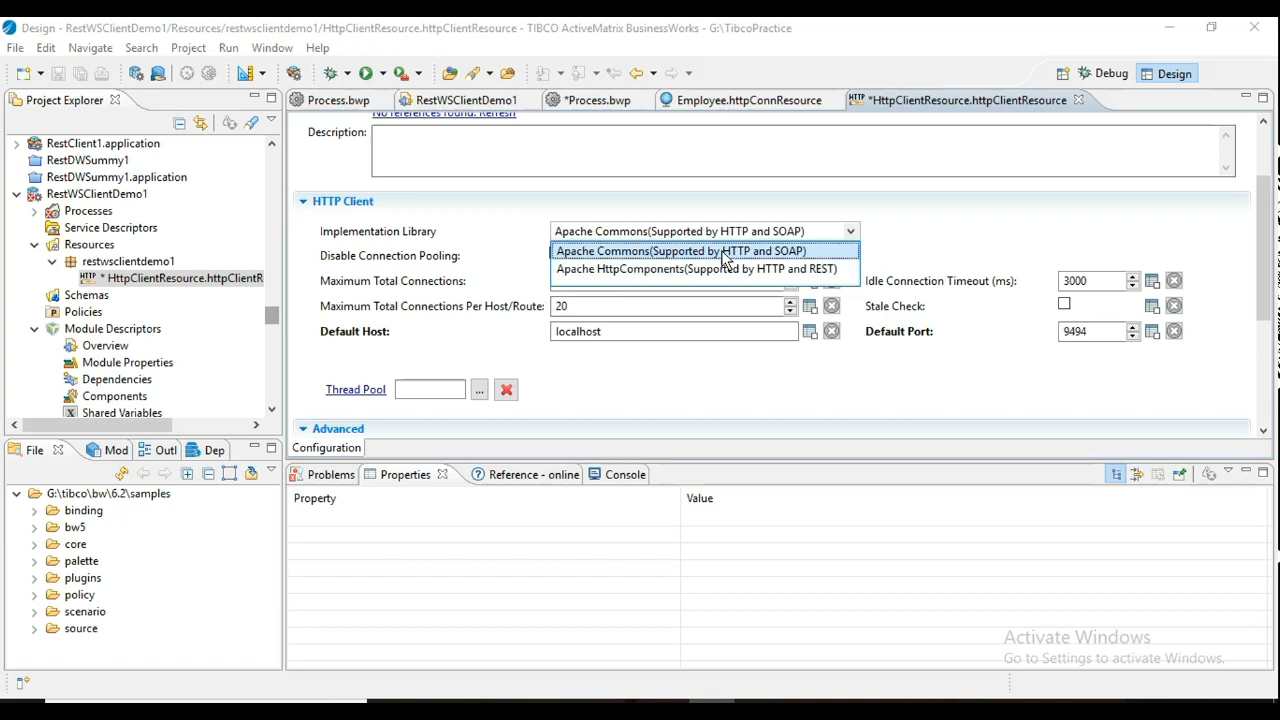 Design - RestWSClientDemo1/Resources/restwsclientdemo1/HttpClientResource.httpClientResource - TIBCO ActiveMatrix BusinessWorks - G:\TibcoPractice
File Edit Navigate Search Project Run Window Help
Debug Design
Project Explorer Process.bwp RestWSClientDemo1 *Process.bwp Employee.httpConnResource *HttpClientResource.httpClientResource
No references found. Refresh
Description:
RestClient1.application
RestDWSummy1
RestDWSummy1.application
RestWSClientDemo1
Processes
Service Descriptors
Resources
restwsclientdemo1
* HttpClientResource.httpClientR
Schemas
Policies
Module Descriptors
Overview
Module Properties
Dependencies
Components
Shared Variables
HTTP Client
Implementation Library Apache Commons(Supported by HTTP and SOAP)
Apache Commons(Supported by HTTP and SOAP)
Apache HttpComponents(Supported by HTTP and REST)
Disable Connection Pooling:
Maximum Total Connections: Idle Connection Timeout (ms): 3000
Maximum Total Connections Per Host/Route: 20 Stale Check:
Default Host: localhost Default Port: 9494
Thread Pool ...
Advanced
Configuration
File Mod Outl Dep
G:\tibco\bw\6.2\samples
binding
bw5
core
palette
plugins
policy
scenario
source
Problems Properties Reference - online Console
Property Value
Activate Windows
Go to Settings to activate Windows.